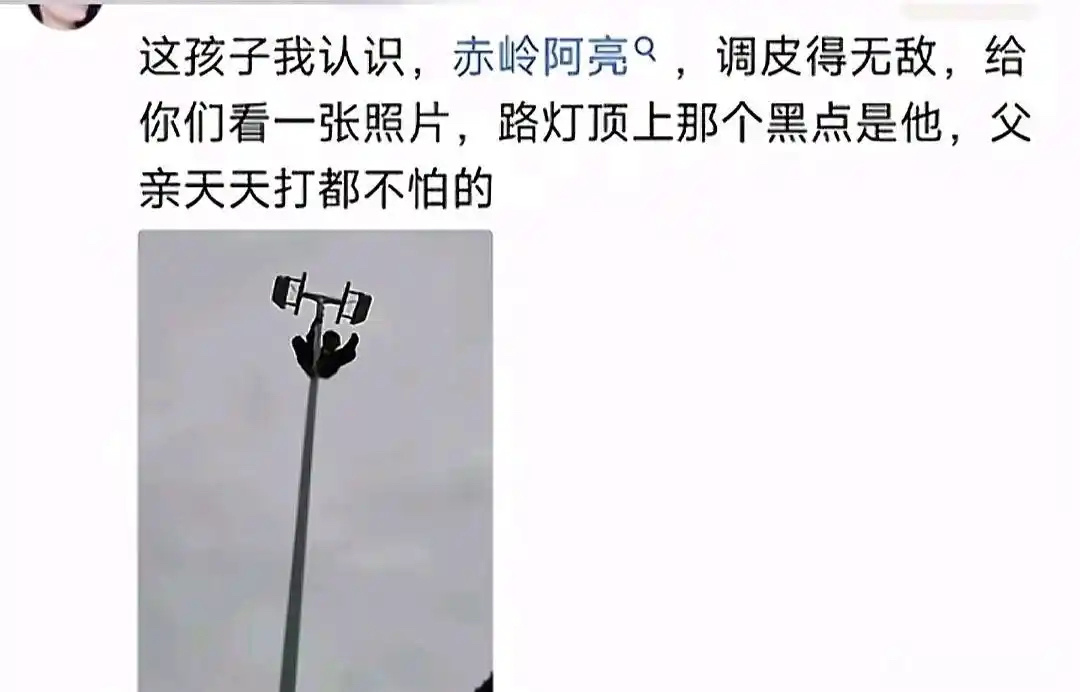 这孩子我认识，赤岭阿亮，调皮得无敌，给
你们看一张照片，路灯顶上那个黑点是他，父
亲天天打都不怕的